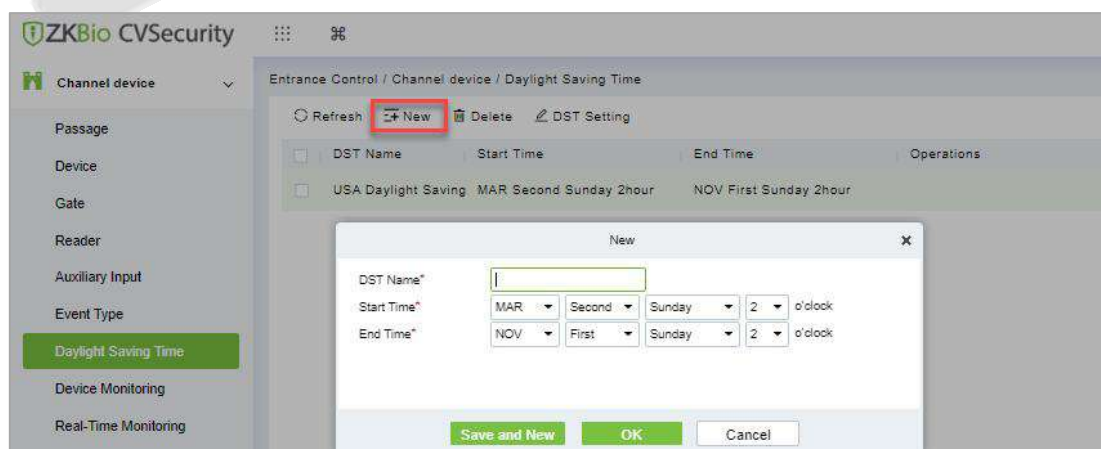 ZKBio CVSecurity
Channel device
Passage
Device
Gate
Reader
Auxiliary Input
Event Type
Daylight Saving Time
Device Monitoring
Real-Time Monitoring
Entrance Control / Channel device / Daylight Saving Time
Refresh New Delete DST Setting
DST Name Start Time End Time Operations
USA Daylight Saving MAR Second Sunday 2hour NOV First Sunday 2hour
New
DST Name*
Start Time* MAR Second Sunday 2 o'clock
End Time* NOV First Sunday 2 o'clock
Save and New OK Cancel